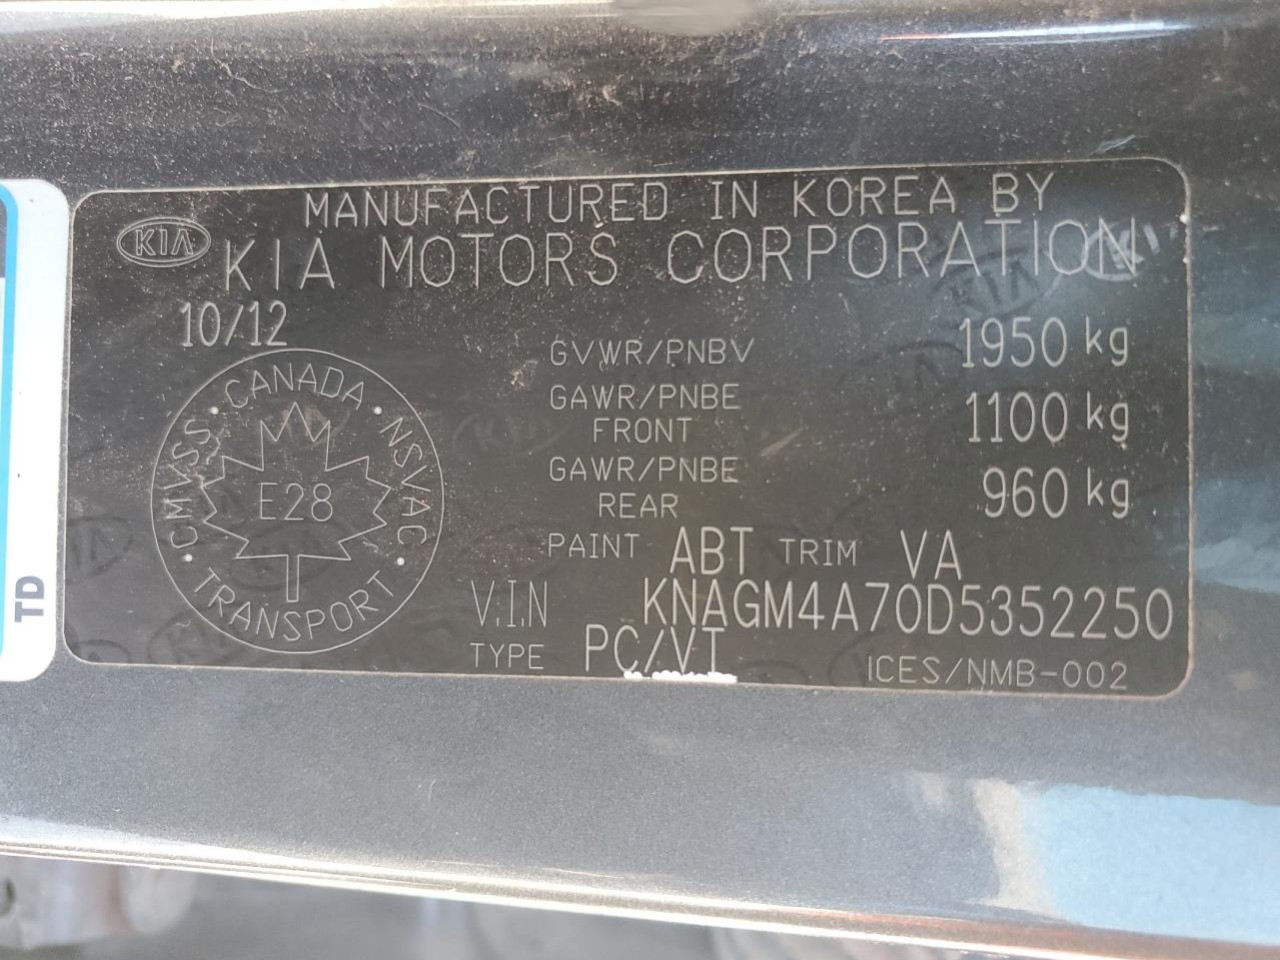 MANUFACTURED IN KOREA BY
KIA KIA MOTORS CORPORATION
10/12
GVWR/PNBV 1950 kg
GAWR/PNBE
FRONT 1100 kg
GAWR/PNBE
REAR 960 kg
CANADA
CMVSS NSVAC
E28
TRANSPORT
PAINT ABT TRIM VA
V.I.N KNAGM4A70D5352250
TYPE PC/VT
ICES/NMB-002
TD